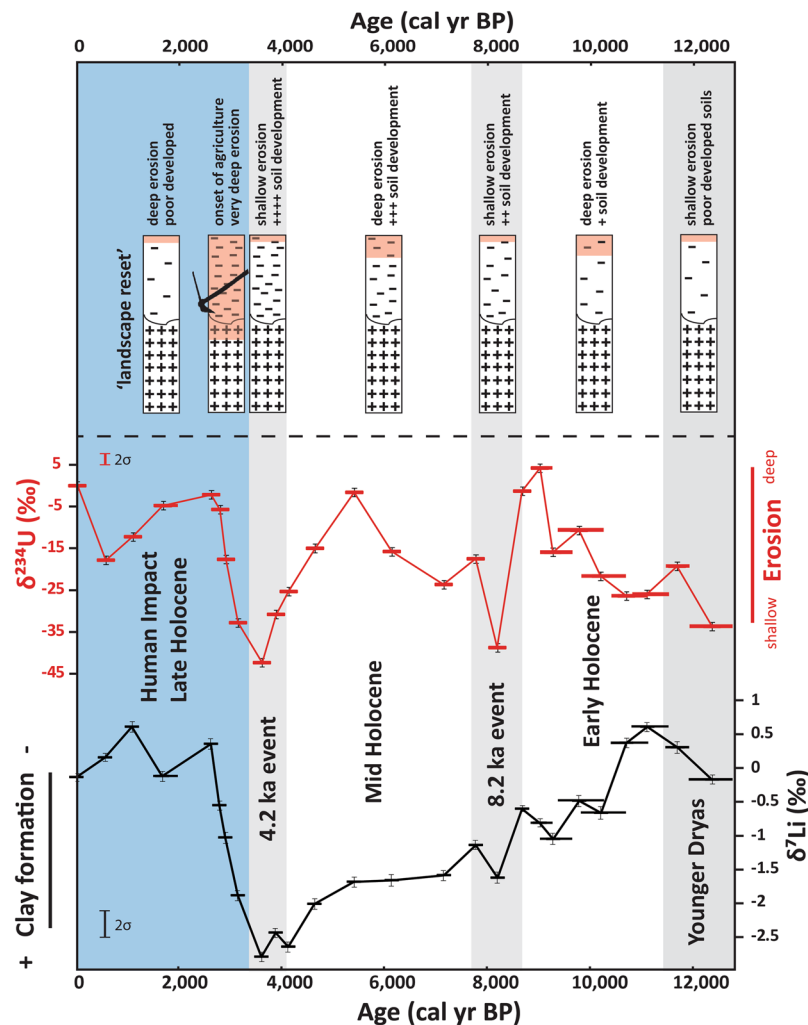 Age (cal yr BP)
0 2,000 4,000 6,000 8,000 10,000 12,000
deep erosion
poor developed
onset of agriculture
very deep erosion
shallow erosion
++++ soil development
deep erosion
+++ soil development
shallow erosion
++ soil development
deep erosion
+ soil development
shallow erosion
poor developed soils
'landscape reset'
5
-5
-15
-25
-35
-45
2σ
δ²³⁴U (‰)
deep
Erosion
shallow
Human Impact
Late Holocene
4.2 ka event
Mid Holocene
8.2 ka event
Early Holocene
Younger Dryas
1
0.5
0
-0.5
-1
-1.5
-2
-2.5
δ⁷Li (‰)
+ Clay formation -
2σ
0 2,000 4,000 6,000 8,000 10,000 12,000
Age (cal yr BP)